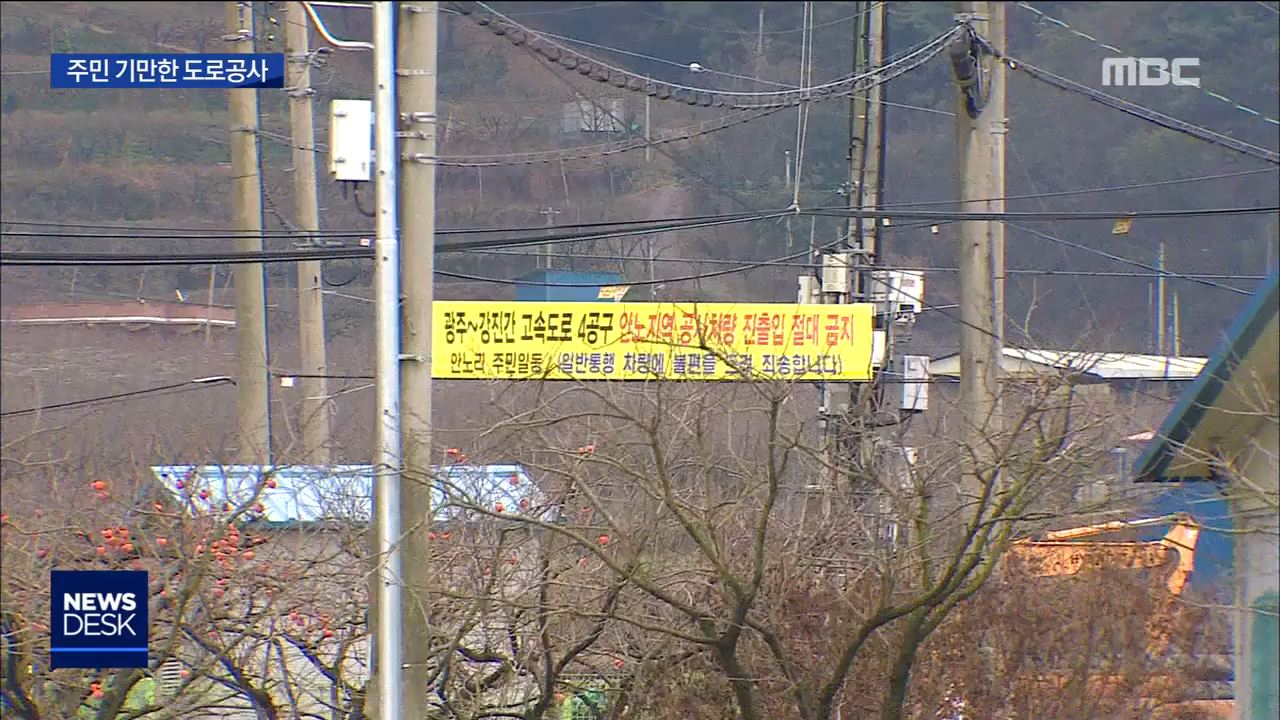 주민 기만한 도로공사
MBC
광주~강진간 고속도로 4공구 안노지역 공사차량 진출입 절대 금지
안노리 주민일동 (일반통행 차량에 불편을 드려 죄송합니다)
NEWS
DESK